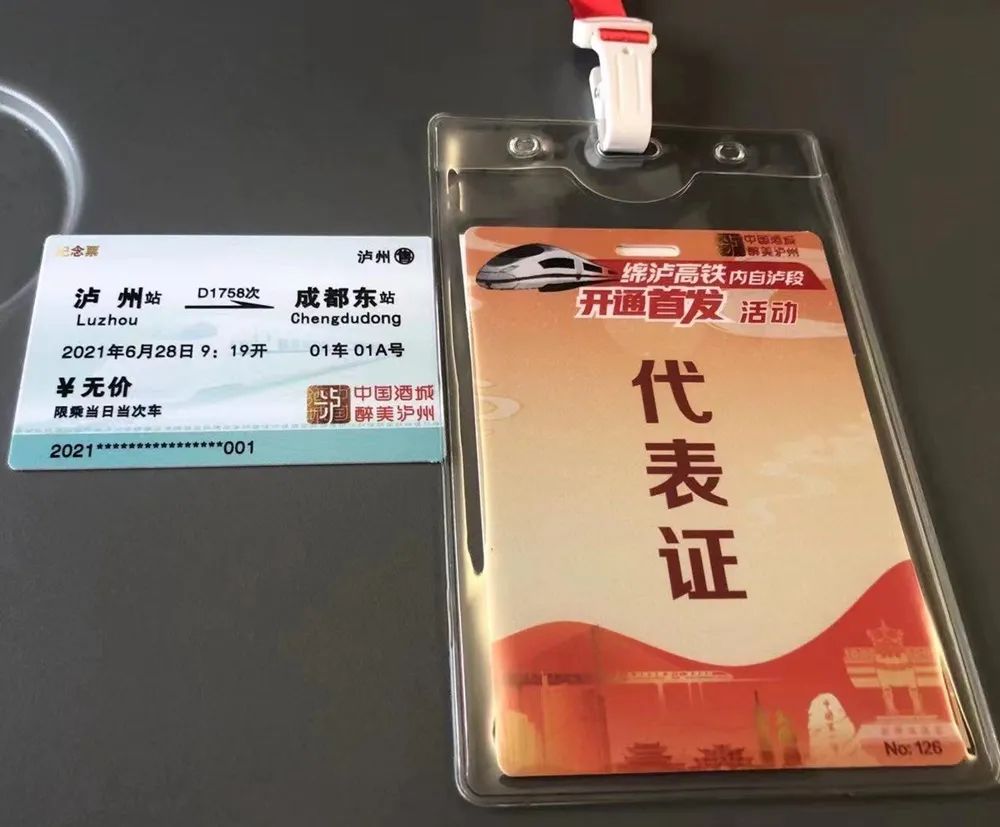 纪念票
泸州 售
泸州站 D1758次 成都东站
Luzhou Chengdudong
2021年6月28日 9：19开 01车 01A号
￥无价
限乘当日当次车
中国酒城
醉美泸州
2021****************001
中国酒城
醉美泸州
绵泸高铁内自泸段
开通首发 活动
代表证
No: 126